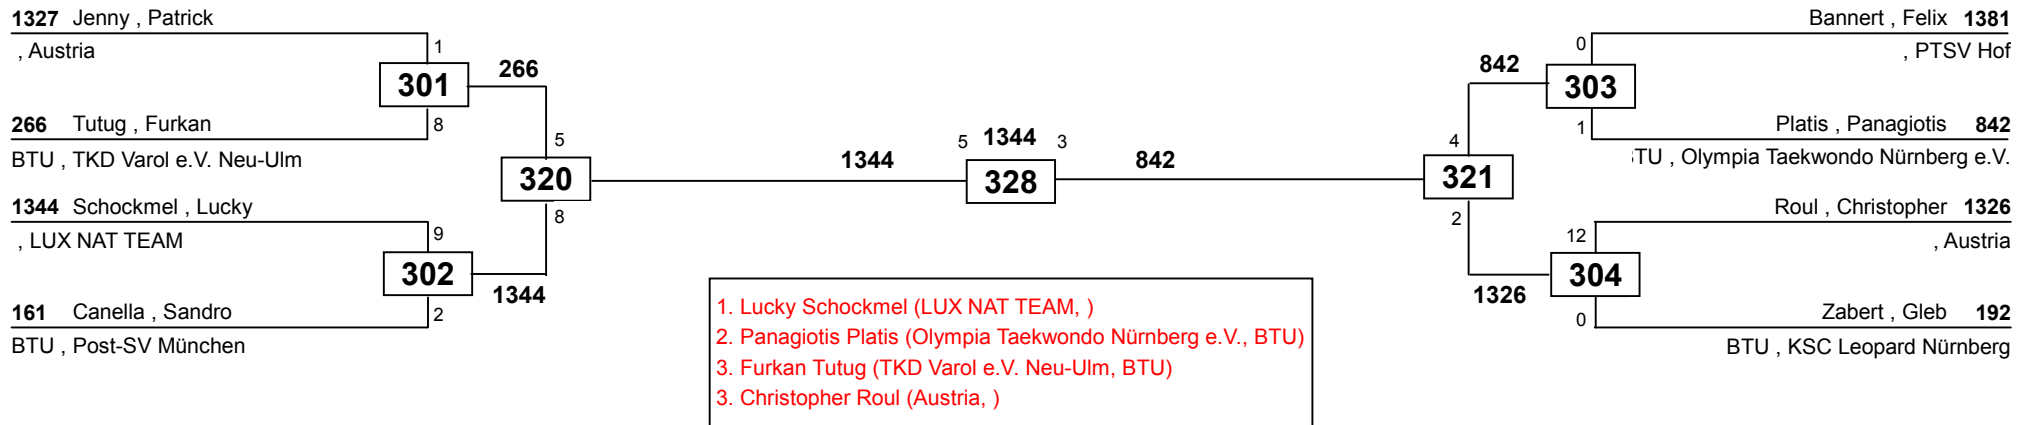 1327 Jenny , Patrick
, Austria
1
301
8
266
266 Tutug , Furkan
BTU , TKD Varol e.V. Neu-Ulm
1344 Schockmel , Lucky
, LUX NAT TEAM
9
302
2
1344
161 Canella , Sandro
BTU , Post-SV München
5
320
8
1344
5 1344 3
328
842
4
321
2
842
1326
Bannert , Felix 1381
, PTSV Hof
0
303
1
Platis , Panagiotis 842
TU , Olympia Taekwondo Nürnberg e.V.
Roul , Christopher 1326
, Austria
12
304
0
Zabert , Gleb 192
BTU , KSC Leopard Nürnberg
1. Lucky Schockmel (LUX NAT TEAM, )
2. Panagiotis Platis (Olympia Taekwondo Nürnberg e.V., BTU)
3. Furkan Tutug (TKD Varol e.V. Neu-Ulm, BTU)
3. Christopher Roul (Austria, )